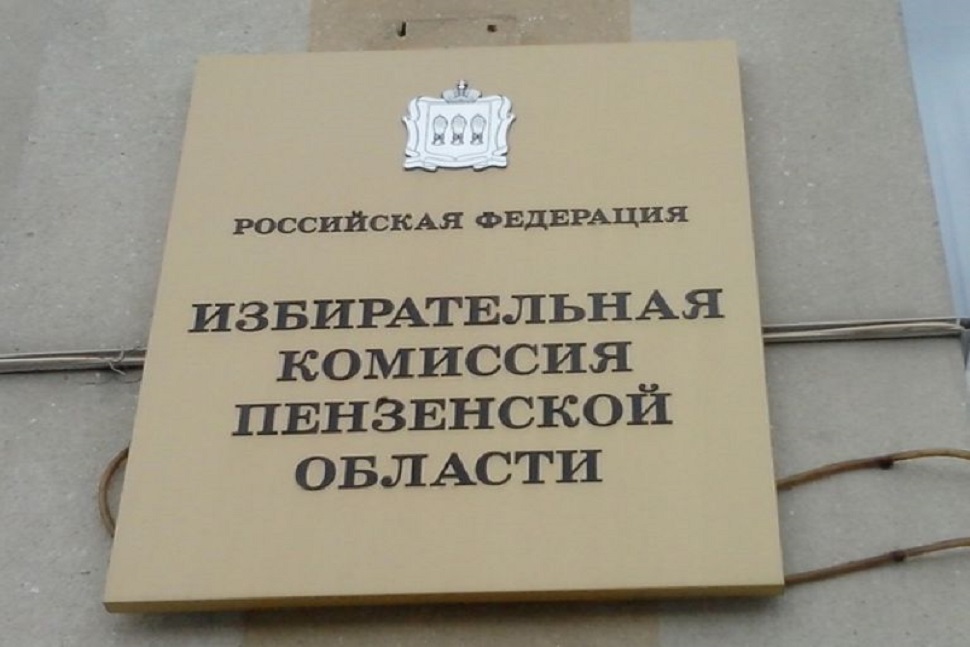 РОССИЙСКАЯ ФЕДЕРАЦИЯ
ИЗБИРАТЕЛЬНАЯ
КОМИССИЯ
ПЕНЗЕНСКОЙ
ОБЛАСТИ